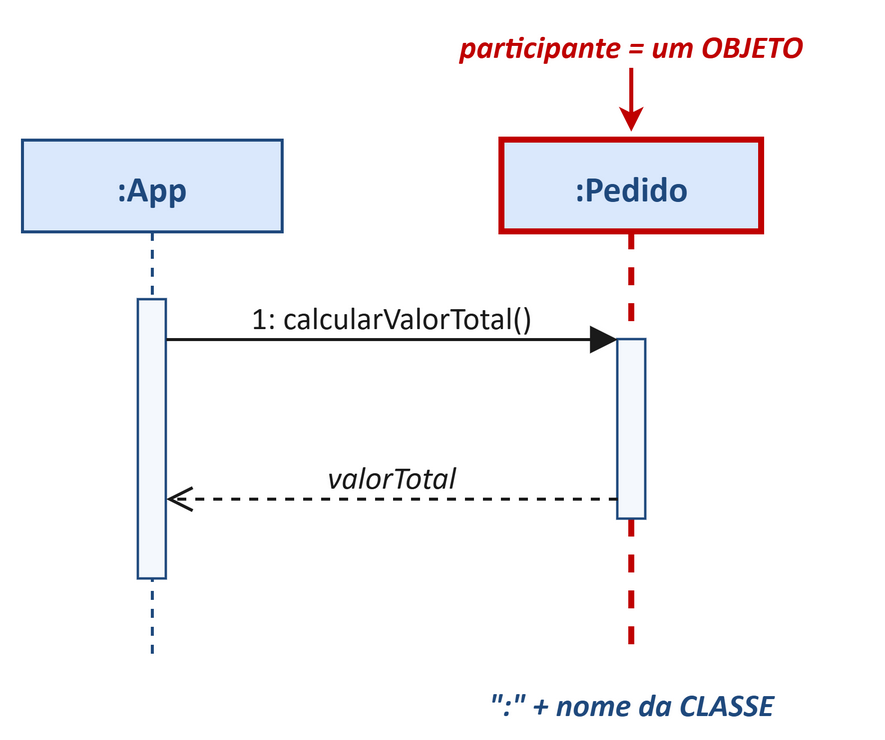 participante = um OBJETO
:App
:Pedido
1: calcularValorTotal()
valorTotal
":" + nome da CLASSE